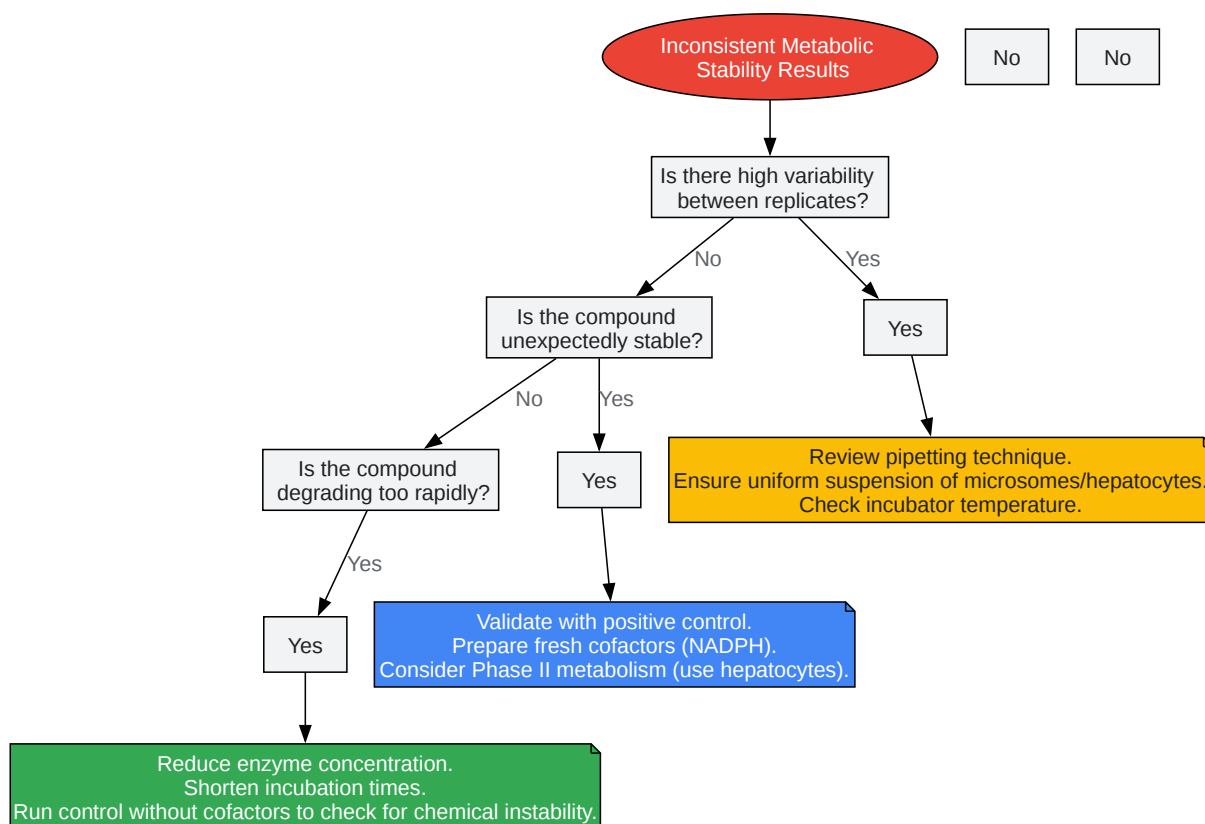 Inconsistent Metabolic
Stability Results
No
No
Is there high variability
between replicates?
No
Yes
Is the compound
unexpectedly stable?
Yes
No
Yes
Is the compound
degrading too rapidly?
Yes
Review pipetting technique.
Ensure uniform suspension of microsomes/hepatocytes.
Check incubator temperature.
Yes
Yes
Validate with positive control.
Prepare fresh cofactors (NADPH).
Consider Phase II metabolism (use hepatocytes).
Reduce enzyme concentration.
Shorten incubation times.
Run control without cofactors to check for chemical instability.